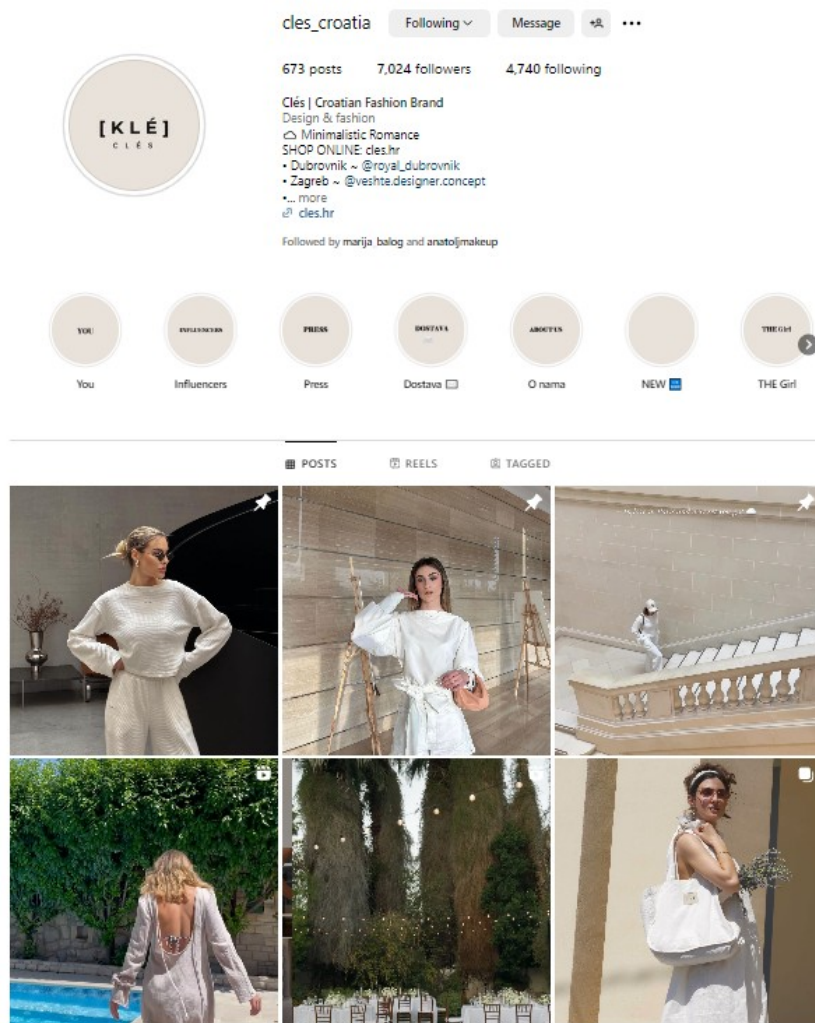 cles_croatia Following Message
673 posts 7,024 followers 4,740 following
Clés | Croatian Fashion Brand
Design & fashion
Minimalistic Romance
SHOP ONLINE: cles.hr
• Dubrovnik ~ @royal_dubrovnik
• Zagreb ~ @veshte.designer.concept
•... more
cles.hr
Followed by marija_balog and anatoljmakeup
[KLÉ]
CLÉS
YOU INFLUENCERS PRESS DOSTAVA ABOUT US THE Girl
You Influencers Press Dostava O nama NEW THE Girl
POSTS REELS TAGGED